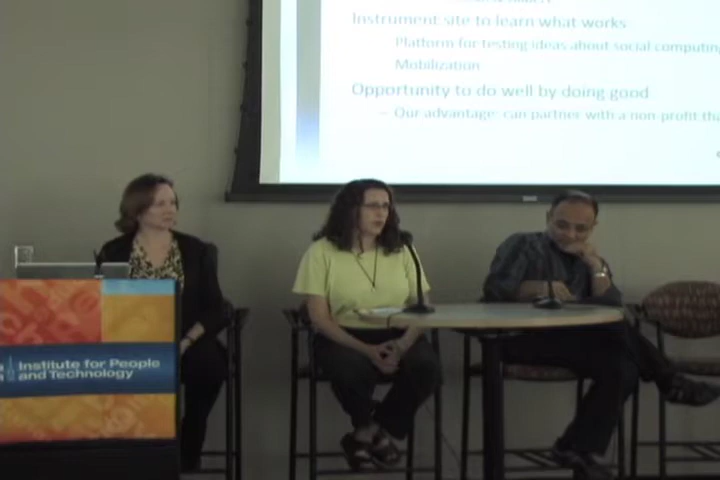 Instrument site to learn what works
Platform for testing ideas about social computing
Mobilization
Opportunity to do well by doing good
– Our advantage: can partner with a non-profit tha
Institute for People
and Technology